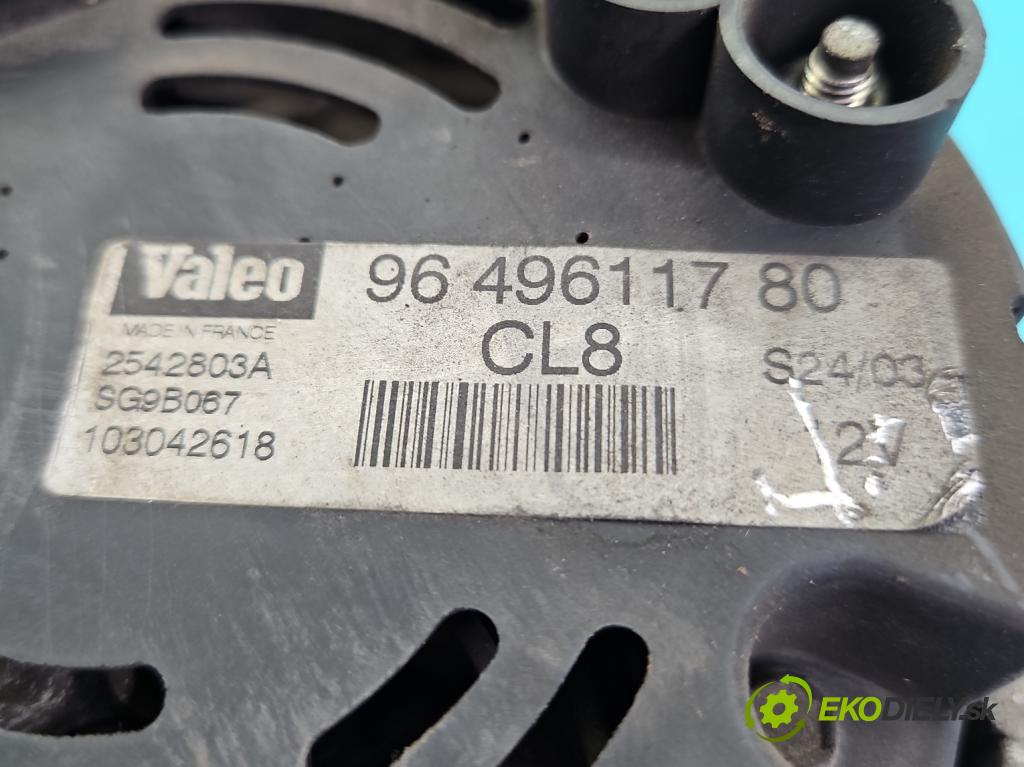 Valeo
96 496117 80
MADE IN FRANCE
CL8
2542803A
S24/03
SG9B067
103042618
12V
EKODIELY.sk